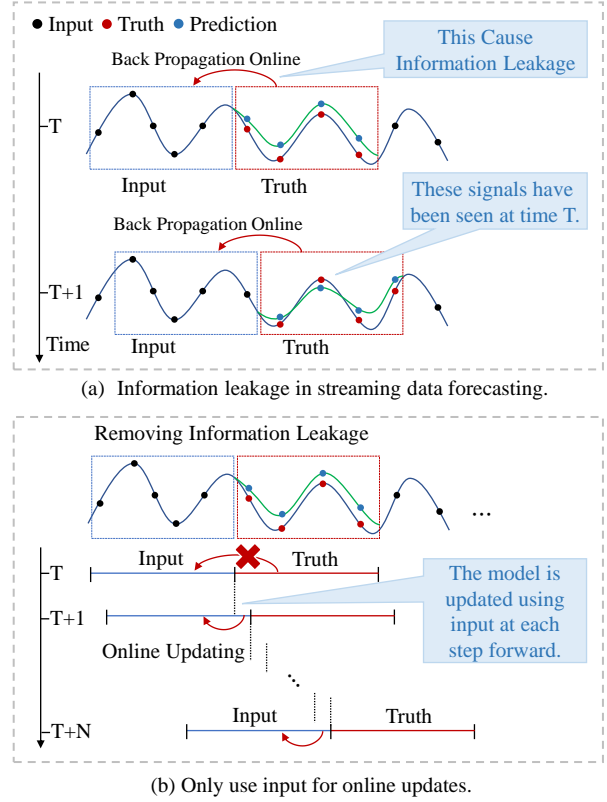 Input Truth Prediction
Back Propagation Online
This Cause
Information Leakage
T
Input Truth
These signals have
been seen at time T.
Back Propagation Online
T+1
Time
Input Truth
(a) Information leakage in streaming data forecasting.
Removing Information Leakage
...
Input Truth
T
T+1
The model is
updated using
input at each
step forward.
Online Updating
Input Truth
T+N
(b) Only use input for online updates.